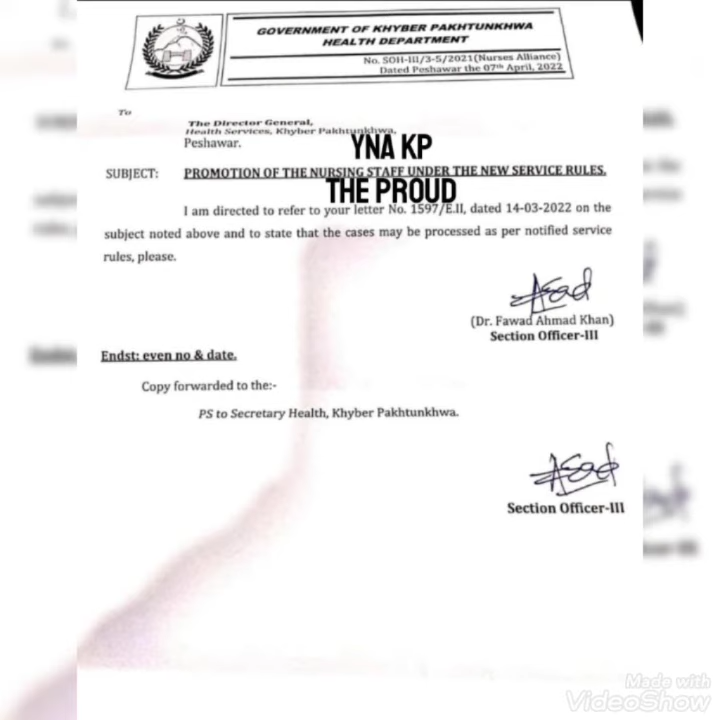 GOVERNMENT OF KHYBER PAKHTUNKHWA
HEALTH DEPARTMENT
No. SOH-III/3-5/2021(Nurses Alliance)
Dated Peshawar the 07th April, 2022
To
The Director General,
Health Services, Khyber Pakhtunkhwa,
Peshawar.
YNA KP
SUBJECT: PROMOTION OF THE NURSING STAFF UNDER THE NEW SERVICE RULES.
THE PROUD
I am directed to refer to your letter No. 1597/E.II, dated 14-03-2022 on the
subject noted above and to state that the cases may be processed as per notified service
rules, please.
(Dr. Fawad Ahmad Khan)
Section Officer-III
Endst: even no & date.
Copy forwarded to the:-
PS to Secretary Health, Khyber Pakhtunkhwa.
Section Officer-III
Made with
VideoShow